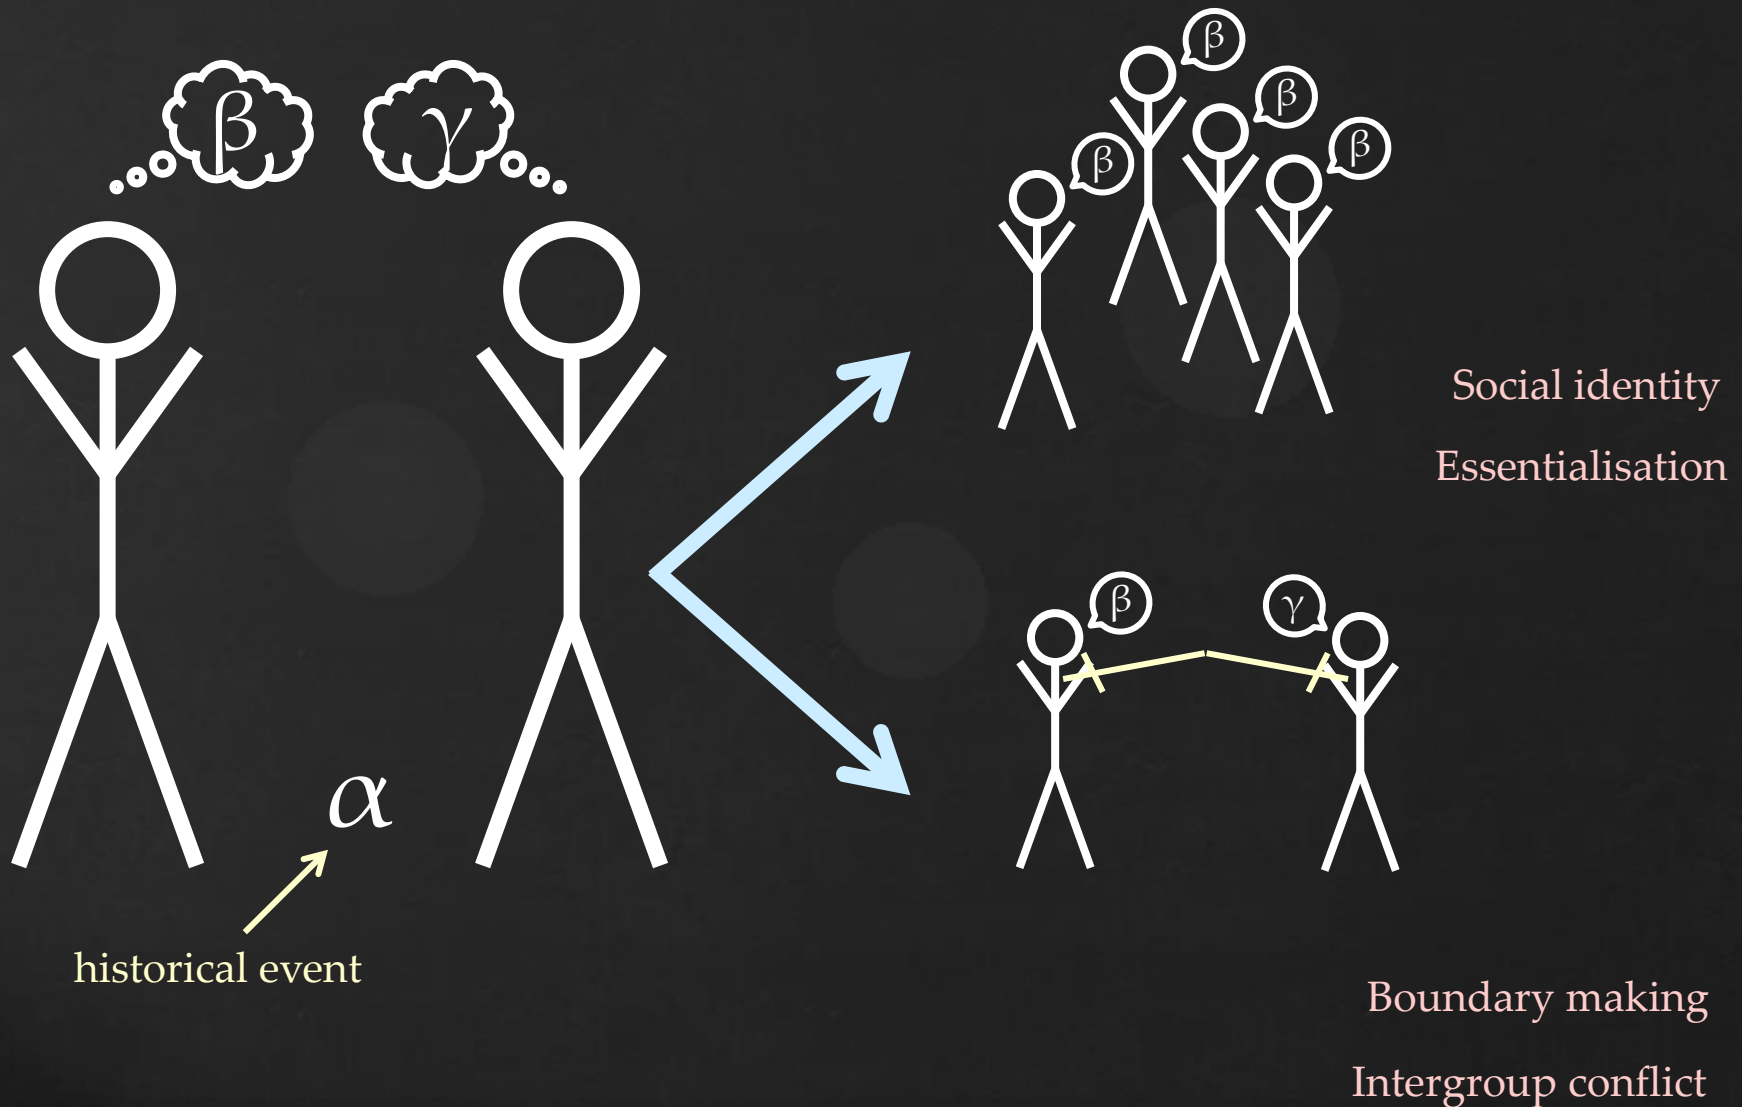 β
γ
α
historical event
β
β
β
β
Social identity
Essentialisation
β
γ
Boundary making
Intergroup conflict